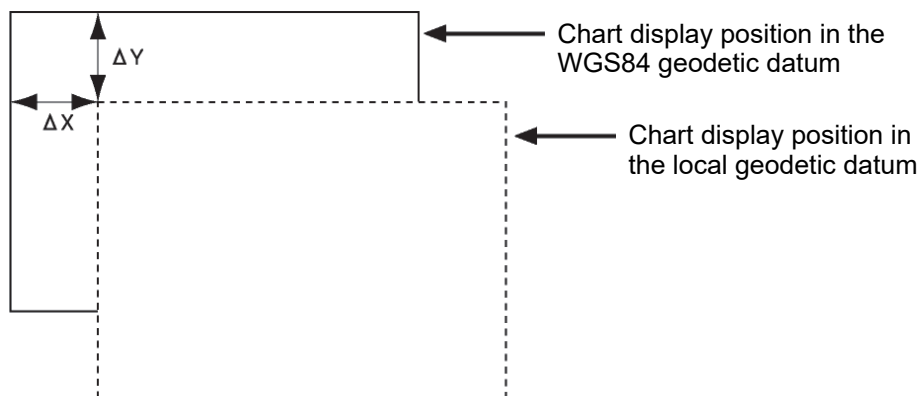 Chart display position in the
WGS84 geodetic datum
ΔY
ΔX
Chart display position in
the local geodetic datum